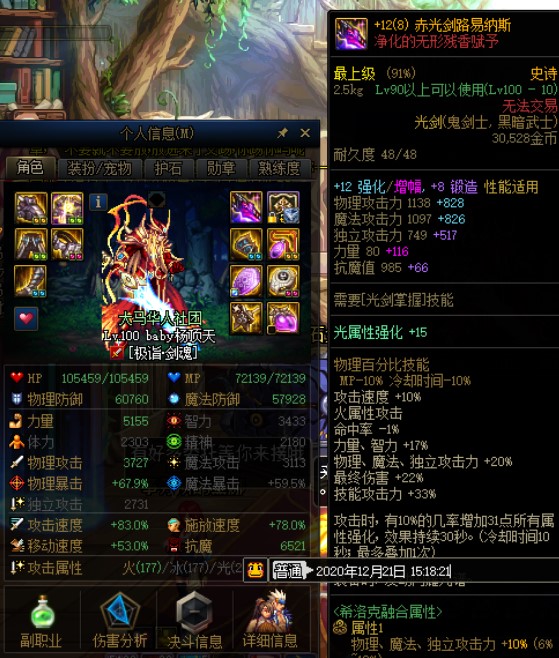 个人信息(M)
角色
装扮/宠物
护石
勋章
熟练度
犬马华人社团
Lv.100 baby杨顶天
[极诣·剑魂]
HP 105459/105459
MP 72139/72139
物理防御 60760
魔法防御 57928
力量 5155
智力 3433
体力 2303
精神 2180
物理攻击 3727
魔法攻击 3113
物理暴击 +67.9%
魔法暴击 +59.5%
独立攻击 2731
攻击速度 +83.0%
施放速度 +78.0%
移动速度 +53.0%
抗魔 6521
攻击属性 火(177)/冰(177)/光(2
普通
2020年12月21日 15:18:21
副职业
伤害分析
决斗信息
详细信息
+12(8) 赤光剑路易纳斯
净化的无形残香赋予
最上级 (91%) 史诗
2.5kg Lv90以上可以使用(Lv100 - 10)
无法交易
光剑(鬼剑士, 黑暗武士)
30,528金币
耐久度 48/48
+12 强化/增幅, +8 锻造 性能适用
物理攻击力 1138 +828
魔法攻击力 1097 +826
独立攻击力 749 +517
力量 80 +116
抗魔值 985 +66
需要[光剑掌握]技能
光属性强化 +15
物理百分比技能
MP-10% 冷却时间-10%
攻击速度 +10%
火属性攻击
命中率 -1%
力量、智力 +17%
物理、魔法、独立攻击力 +20%
最终伤害 +22%
技能攻击力 +33%
攻击时, 有10%的几率增加31点所有属
性强化, 效果持续30秒。(冷却时间10
秒; 最多叠加1次)
<希洛克融合属性>
属性1
物理、魔法、独立攻击力 +10% (6%